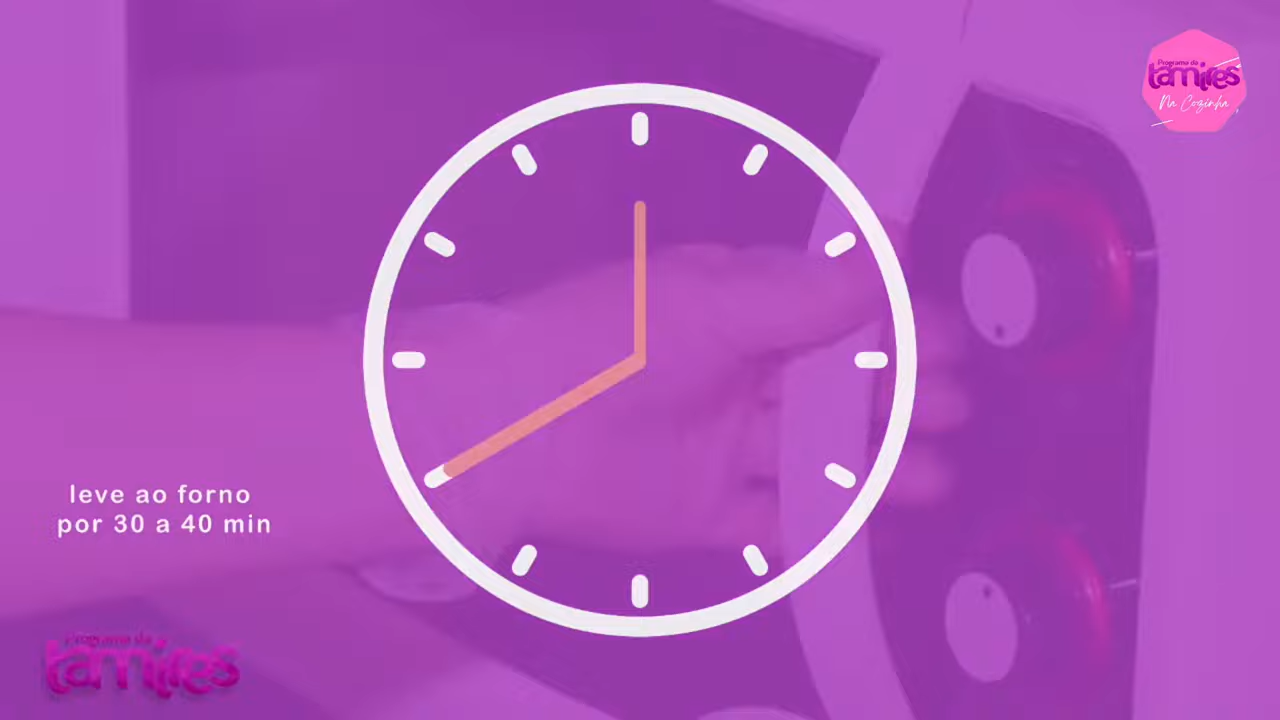 Programa da
tamires
Na Cozinha
leve ao forno
por 30 a 40 min
Programa da
tamires